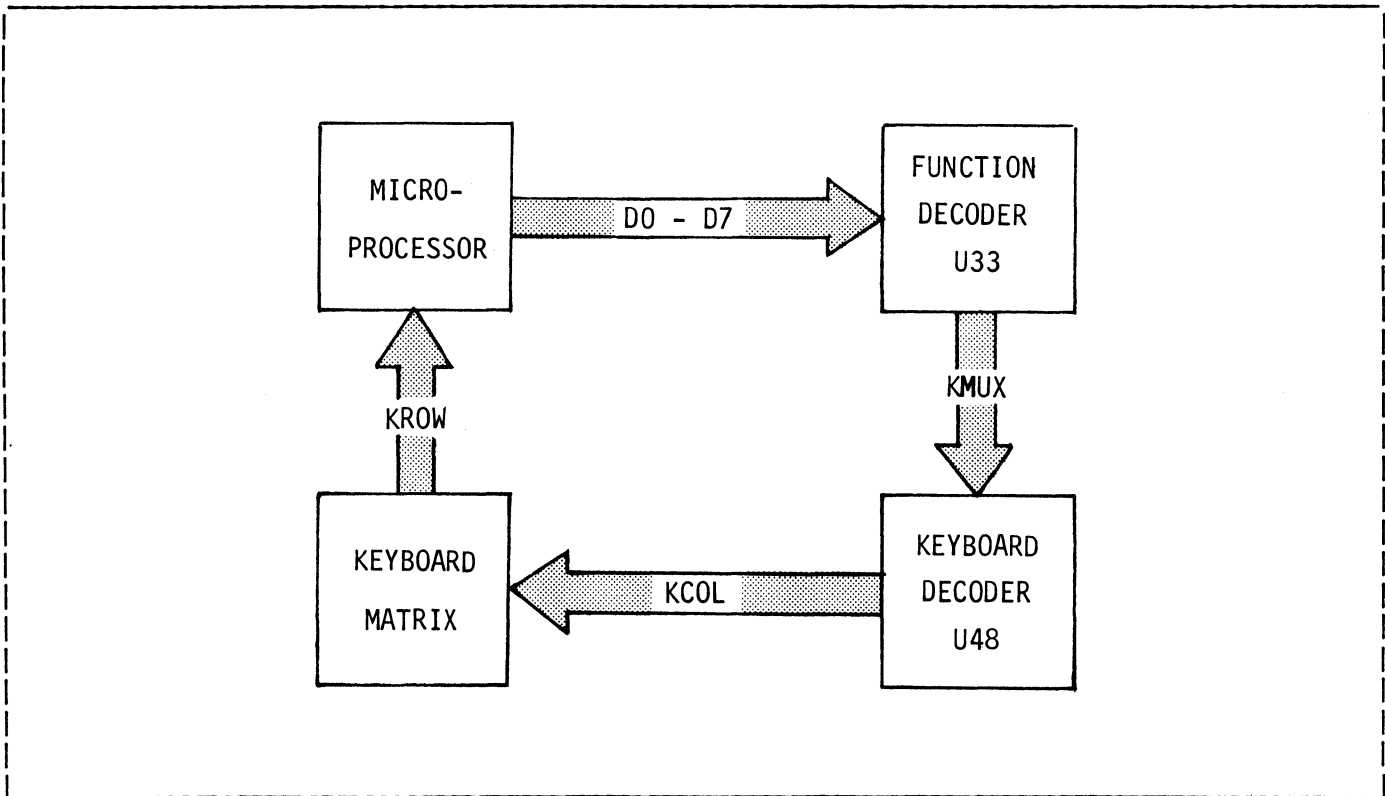 MICRO-
PROCESSOR
D0 - D7
FUNCTION
DECODER
U33
KMUX
KROW
KEYBOARD
MATRIX
KCOL
KEYBOARD
DECODER
U48